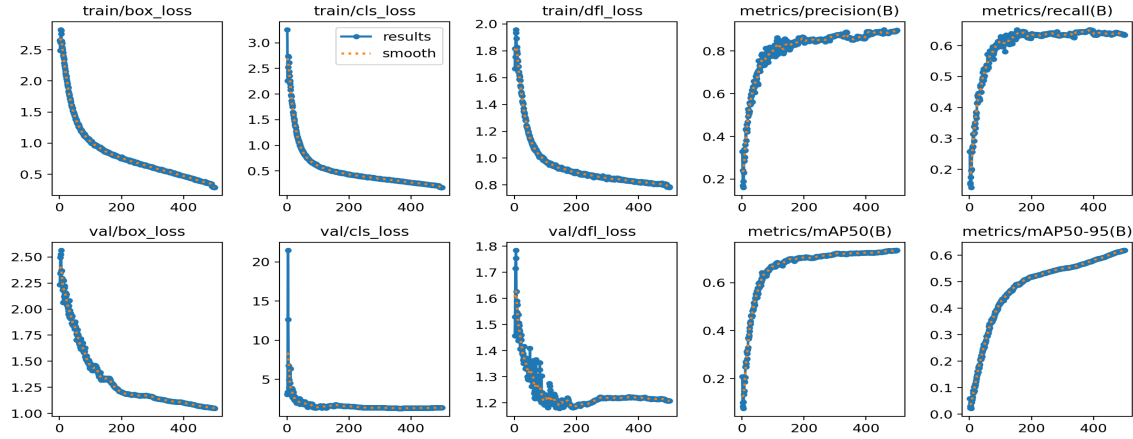 train/box_loss
train/cls_loss
train/dfl_loss
metrics/precision(B)
metrics/recall(B)
results
smooth
2.5
2.0
1.5
1.0
0.5
0 200 400
3.0
2.5
2.0
1.5
1.0
0.5
0 200 400
2.0
1.8
1.6
1.4
1.2
1.0
0.8
0 200 400
0.8
0.6
0.4
0.2
0 200 400
0.6
0.5
0.4
0.3
0.2
0 200 400
val/box_loss
val/cls_loss
val/dfl_loss
metrics/mAP50(B)
metrics/mAP50-95(B)
2.50
2.25
2.00
1.75
1.50
1.25
1.00
0 200 400
20
15
10
5
0 200 400
1.8
1.7
1.6
1.5
1.4
1.3
1.2
0 200 400
0.6
0.4
0.2
0 200 400
0.6
0.5
0.4
0.3
0.2
0.1
0.0
0 200 400